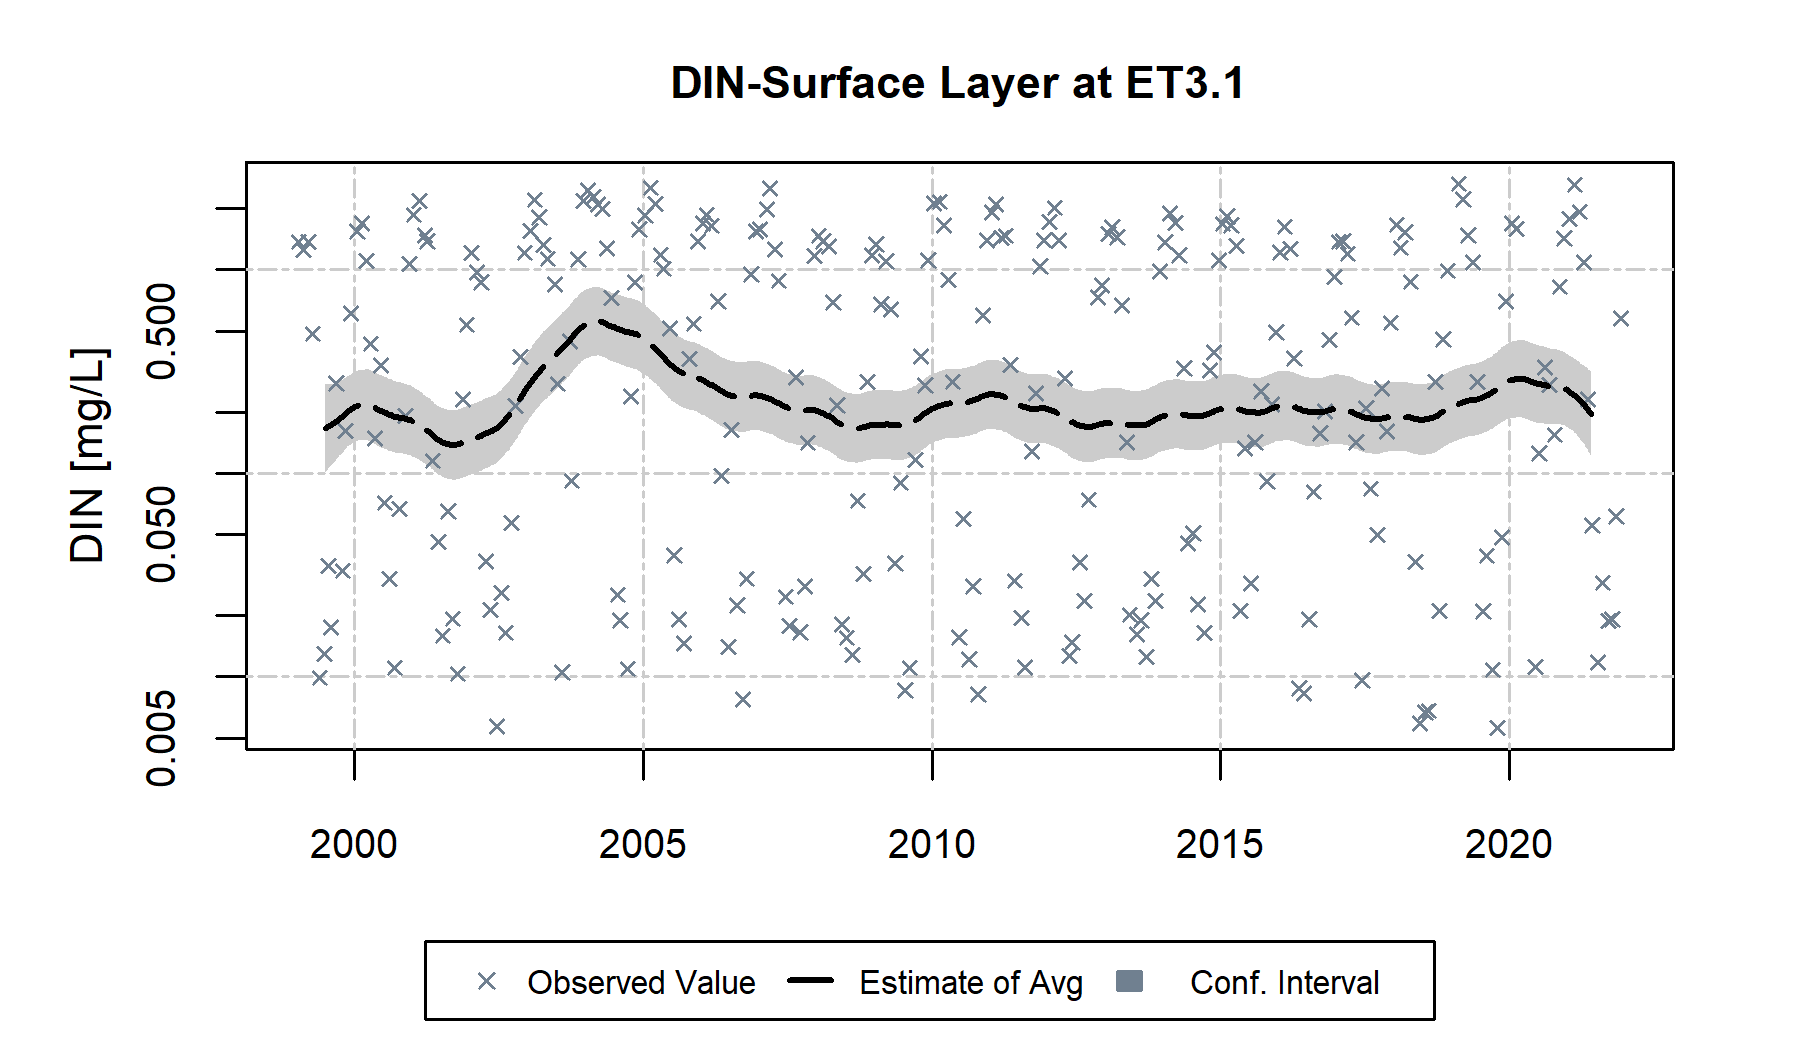 DIN-Surface Layer at ET3.1
DIN [mg/L]
0.500
0.050
0.005
2000 2005 2010 2015 2020
Observed Value Estimate of Avg Conf. Interval